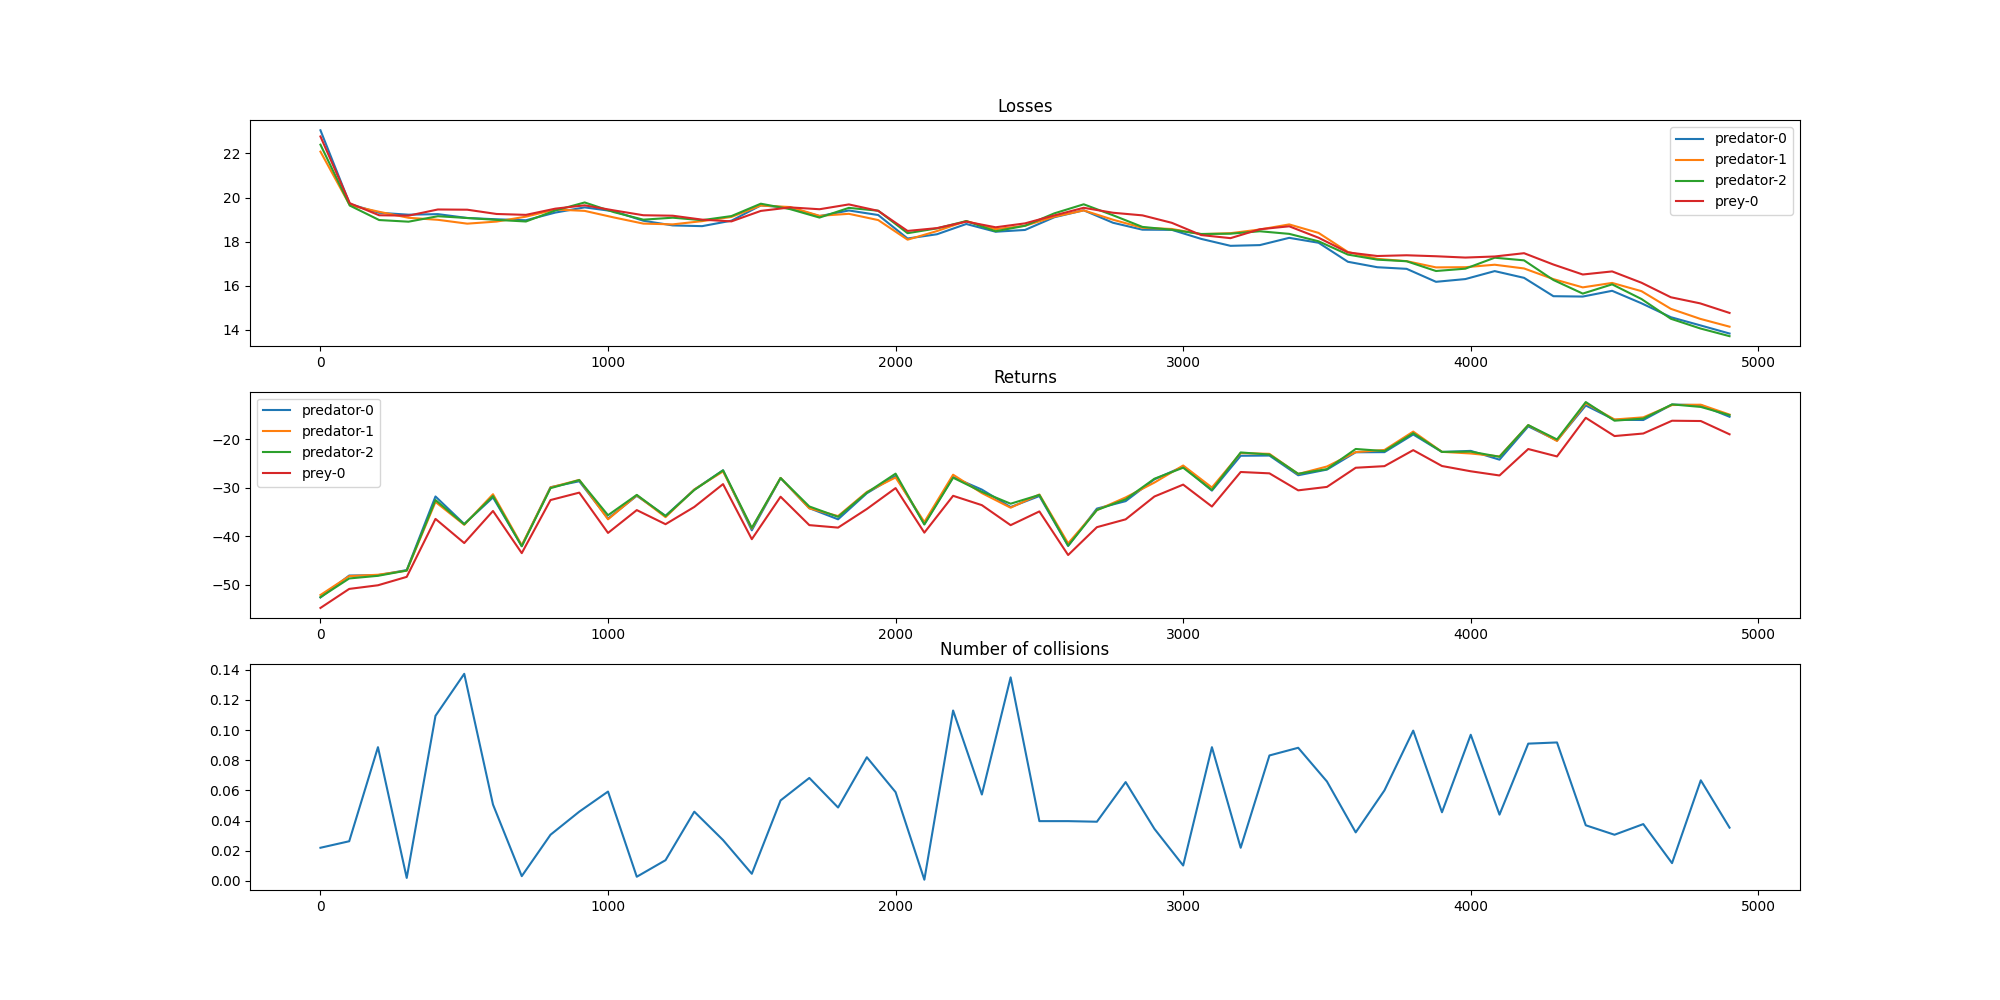 Losses
22
20
18
16
14
predator-0
predator-1
predator-2
prey-0
0 1000 2000 3000 4000 5000
Returns
predator-0
predator-1
predator-2
prey-0
−20
−30
−40
−50
0 1000 2000 3000 4000 5000
Number of collisions
0.14
0.12
0.10
0.08
0.06
0.04
0.02
0.00
0 1000 2000 3000 4000 5000